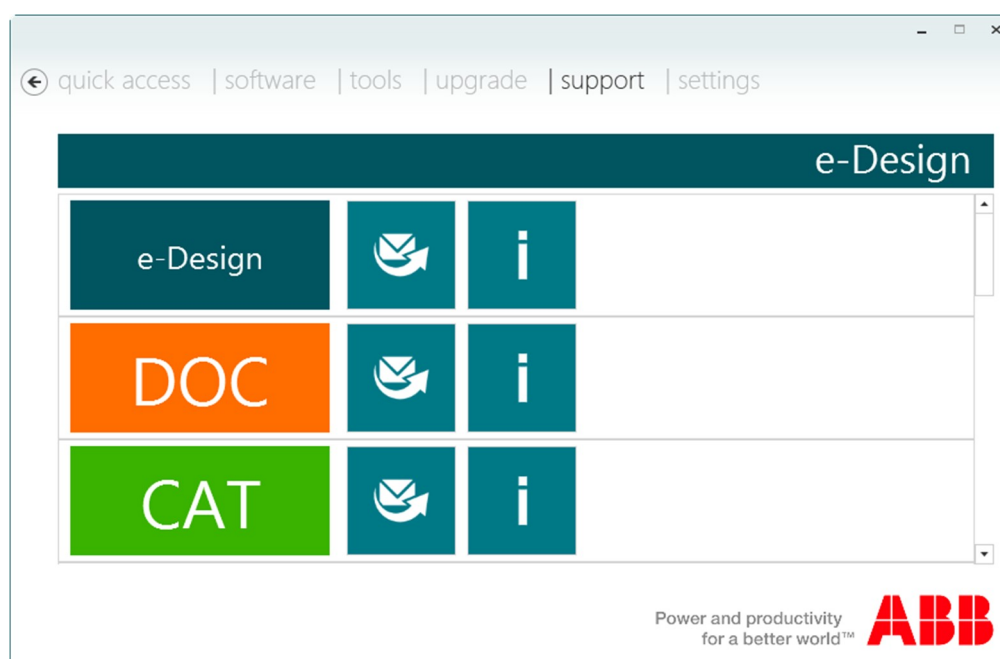 quick access | software | tools | upgrade | support | settings
e-Design
e-Design
i
DOC
i
CAT
i
Power and productivity
for a better world™
ABB